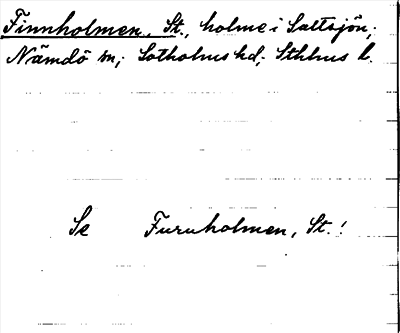 Finnholmen, St., holme i Saltsjön;
Nämdö sn; Sotholms hd; Sthlms l.
Se Furuholmen, St.!